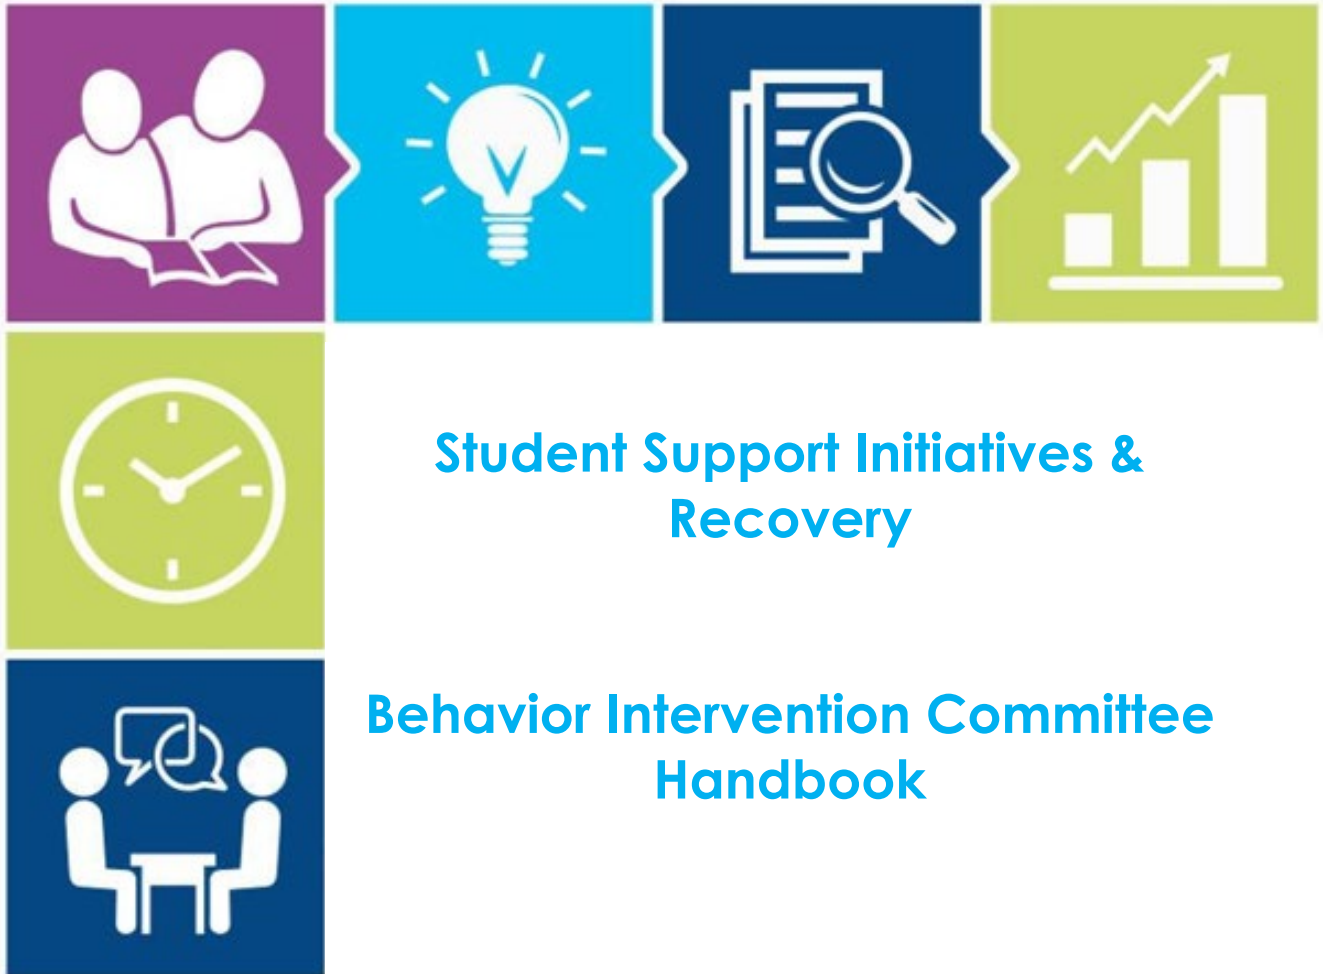 Student Support Initiatives &
Recovery
Behavior Intervention Committee
Handbook